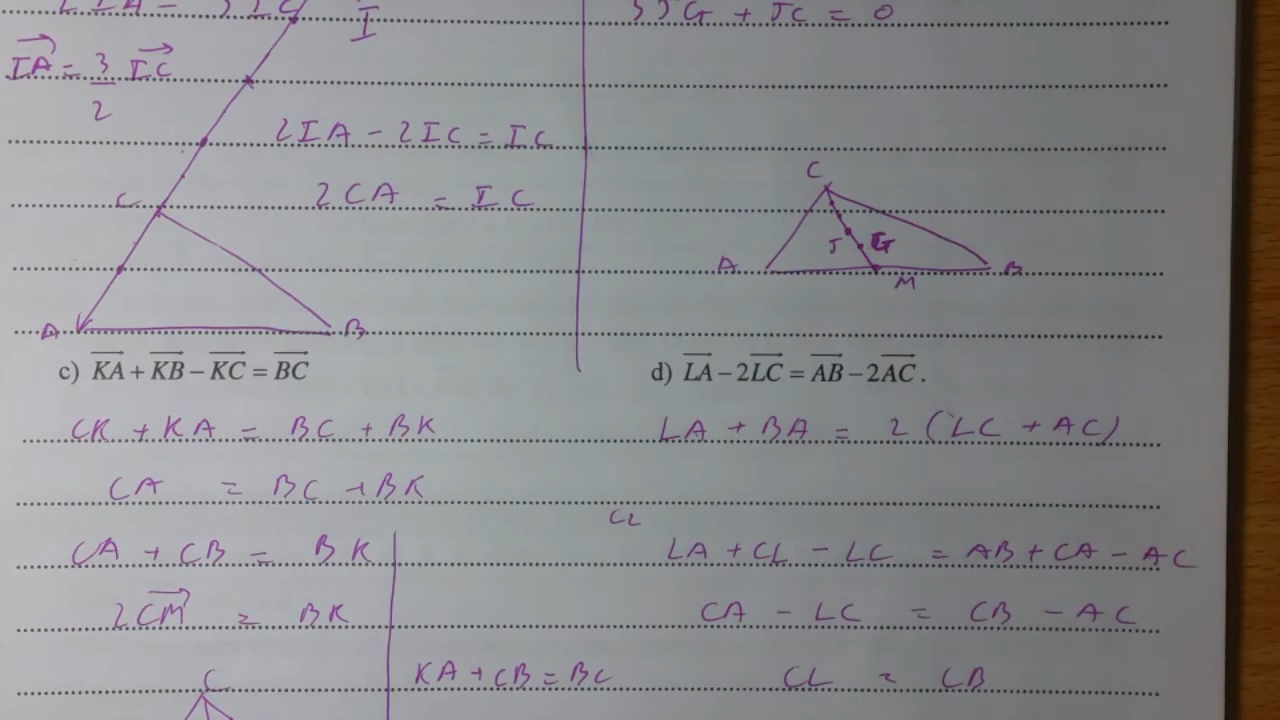 I
3JG + JC = 0
IA = 3/2 IC
2IA - 2IC = IC
2CA = IC
C
A
B
C
J
G
A
M
B
c) KA + KB − KC = BC
CK + KA = BC + BK
CA = BC + BK
CA + CB = BK
2CM = BK
KA + CB = BC
C
d) LA − 2LC = AB − 2AC.
LA + BA = 2(LC + AC)
CL
LA + CL - LC = AB + CA - AC
CA - LC = CB - AC
CL = CB